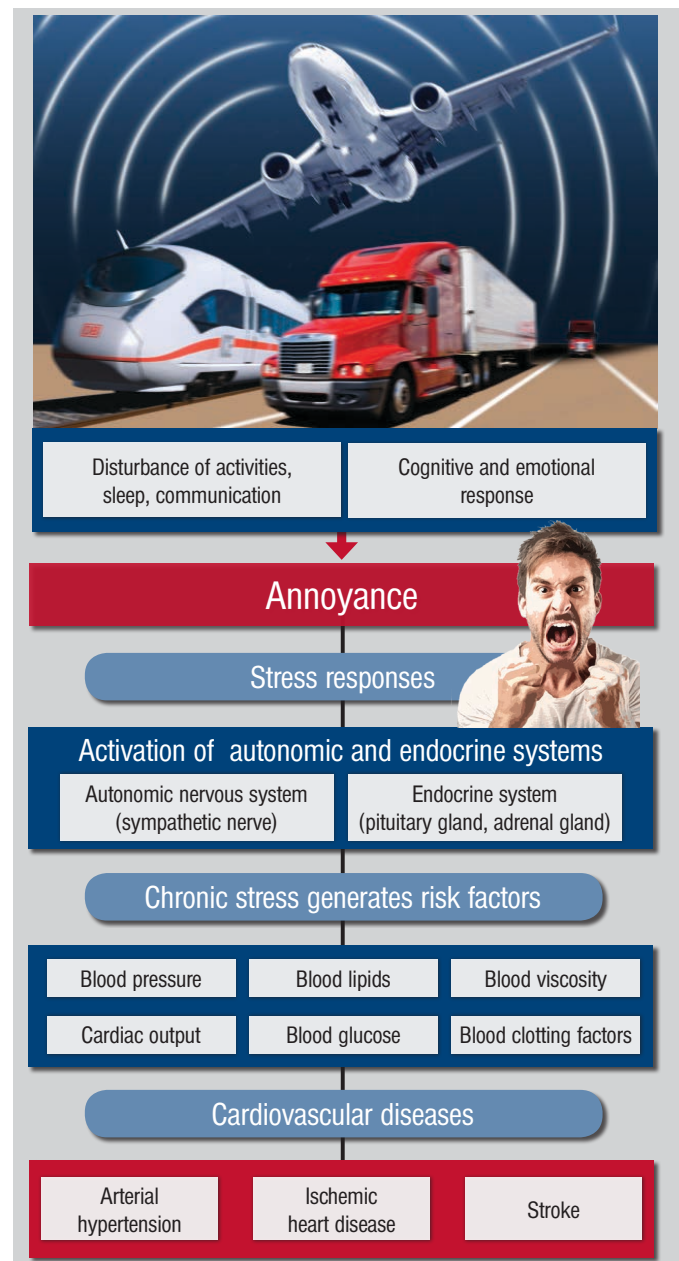 Disturbance of activities,
sleep, communication
Cognitive and emotional
response
Annoyance
Stress responses
Activation of autonomic and endocrine systems
Autonomic nervous system
(sympathetic nerve)
Endocrine system
(pituitary gland, adrenal gland)
Chronic stress generates risk factors
Blood pressure
Blood lipids
Blood viscosity
Cardiac output
Blood glucose
Blood clotting factors
Cardiovascular diseases
Arterial
hypertension
Ischemic
heart disease
Stroke